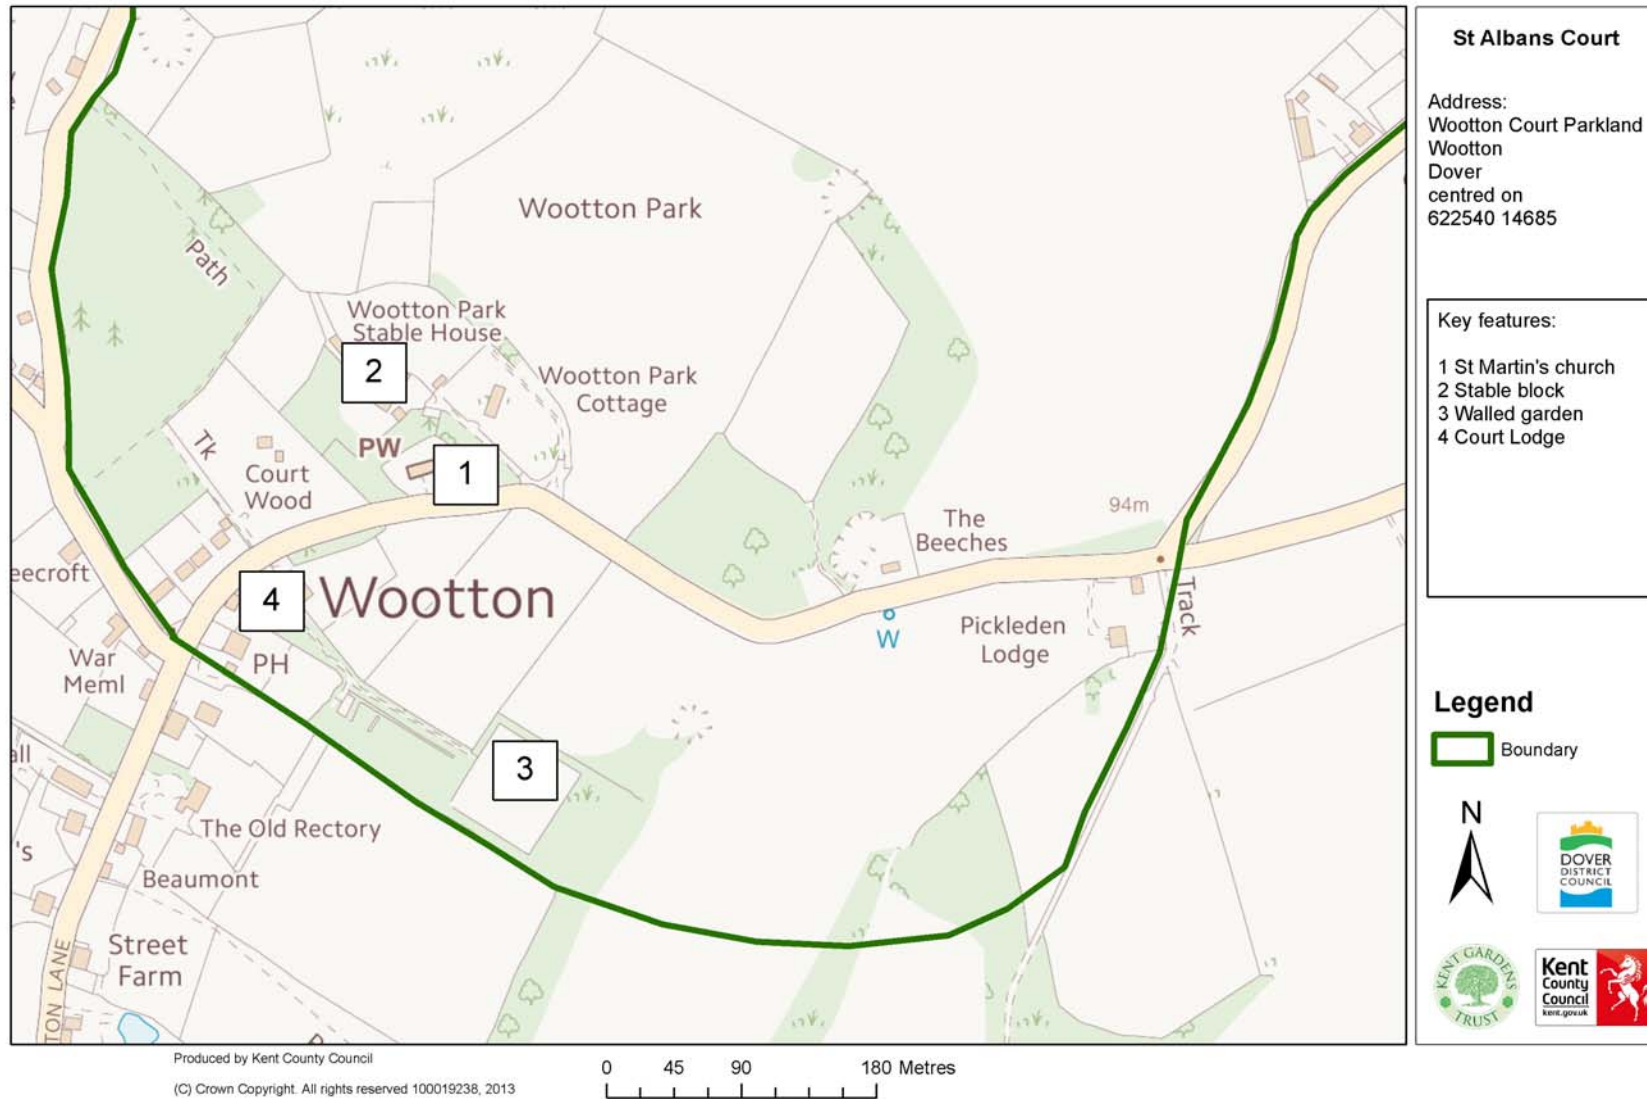 Path
Wootton Park
Wootton Park
Stable House
2
Wootton Park
Cottage
Tk
PW
1
Court
Wood
94m
The
Beeches
eecroft
4
Wootton
Track
W
Pickleden
Lodge
War
Meml
PH
all
3
The Old Rectory
's
Beaumont
Street
Farm
TON LANE
St Albans Court
Address:
Wootton Court Parkland
Wootton
Dover
centred on
622540 14685
Key features:
1 St Martin's church
2 Stable block
3 Walled garden
4 Court Lodge
Legend
Boundary
N
DOVER
DISTRICT
COUNCIL
KENT GARDENS
TRUST
Kent
County
Council
kent.gov.uk
Produced by Kent County Council
(C) Crown Copyright. All rights reserved 100019238, 2013
0 45 90 180 Metres